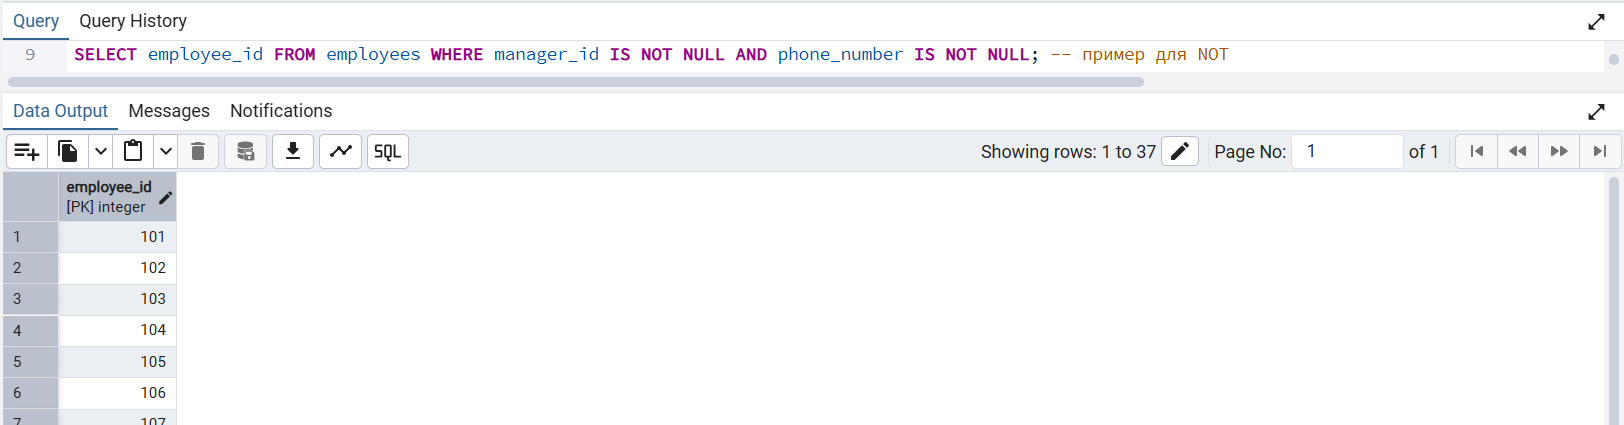 Query Query History
9 SELECT employee_id FROM employees WHERE manager_id IS NOT NULL AND phone_number IS NOT NULL; -- пример для NOT
Data Output Messages Notifications
SQL Showing rows: 1 to 37 Page No: 1 of 1
employee_id
[PK] integer
1 101
2 102
3 103
4 104
5 105
6 106
7 107